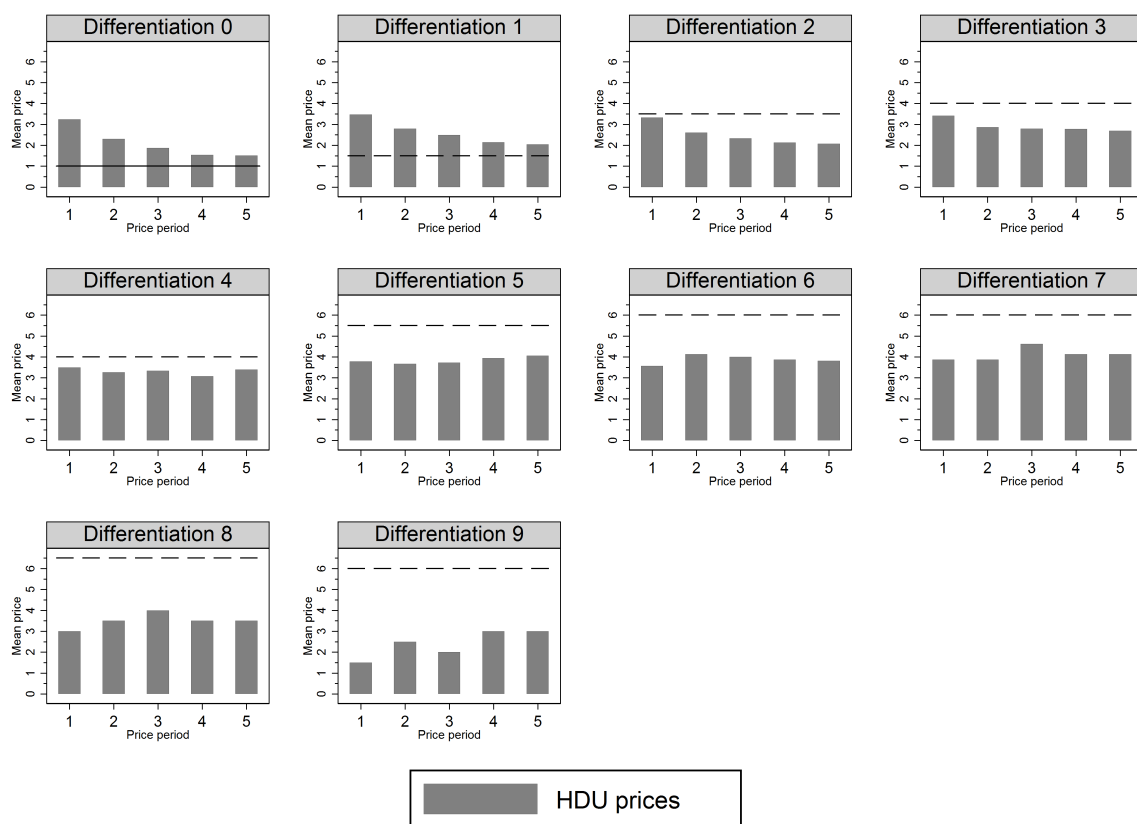 Differentiation 0
Mean price
6
5
4
3
2
1
0
1 2 3 4 5
Price period
Differentiation 1
Mean price
6
5
4
3
2
1
0
1 2 3 4 5
Price period
Differentiation 2
Mean price
6
5
4
3
2
1
0
1 2 3 4 5
Price period
Differentiation 3
Mean price
6
5
4
3
2
1
0
1 2 3 4 5
Price period
Differentiation 4
Mean price
6
5
4
3
2
1
0
1 2 3 4 5
Price period
Differentiation 5
Mean price
6
5
4
3
2
1
0
1 2 3 4 5
Price period
Differentiation 6
Mean price
6
5
4
3
2
1
0
1 2 3 4 5
Price period
Differentiation 7
Mean price
6
5
4
3
2
1
0
1 2 3 4 5
Price period
Differentiation 8
Mean price
6
5
4
3
2
1
0
1 2 3 4 5
Price period
Differentiation 9
Mean price
6
5
4
3
2
1
0
1 2 3 4 5
Price period
HDU prices